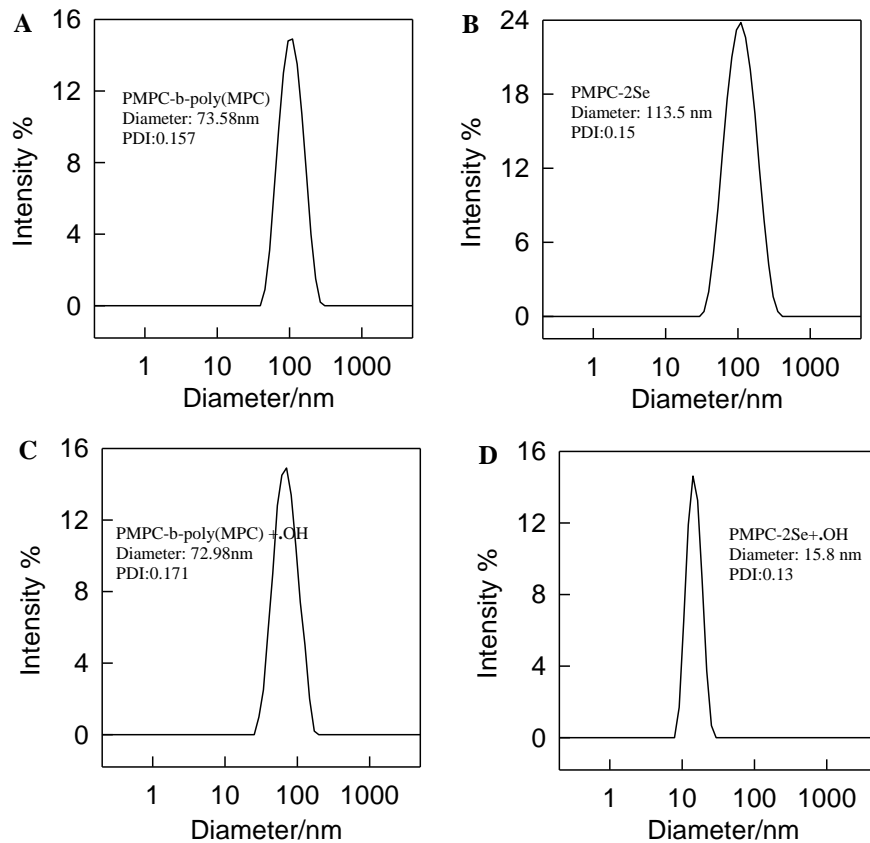 A
16
12
8
4
0
Intensity %
PMPC-b-poly(MPC)
Diameter: 73.58nm
PDI:0.157
1 10 100 1000
Diameter/nm
B
24
18
12
6
0
Intensity %
PMPC-2Se
Diameter: 113.5 nm
PDI:0.15
1 10 100 1000
Diameter/nm
C
16
12
8
4
0
Intensity %
PMPC-b-poly(MPC) +.OH
Diameter: 72.98nm
PDI:0.171
1 10 100 1000
Diameter/nm
D
16
12
8
4
0
Intensity %
PMPC-2Se+.OH
Diameter: 15.8 nm
PDI:0.13
1 10 100 1000
Diameter/nm